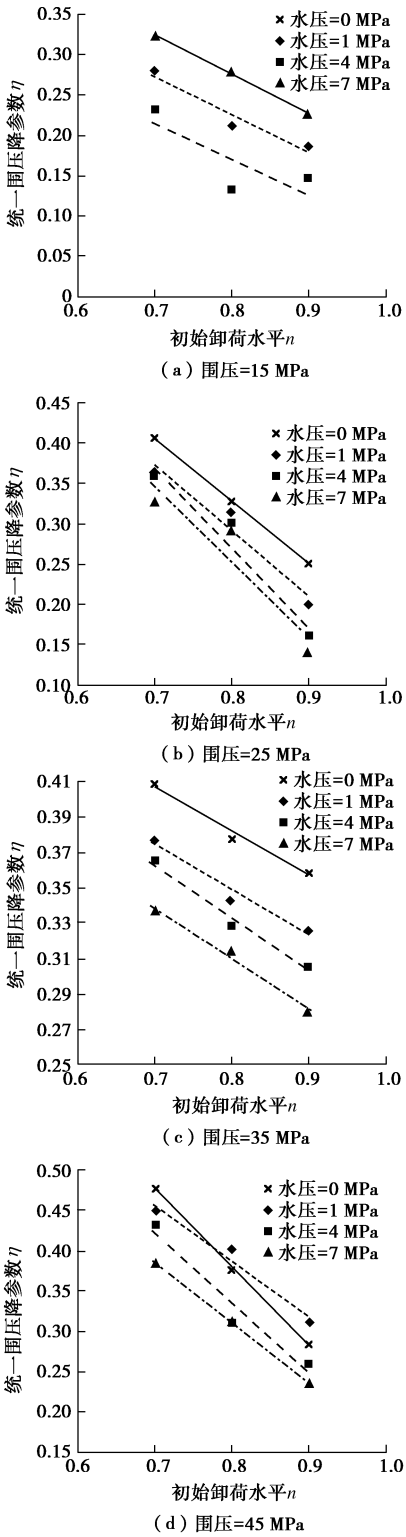 0.35
水压=0 MPa
0.30
水压=1 MPa
水压=4 MPa
0.25
水压=7 MPa
0.20
0.15
0.10
0.05
0
统一围压降参数η
0.6 0.7 0.8 0.9 1.0
初始卸荷水平n
(a) 围压=15 MPa
0.45
水压=0 MPa
0.40
水压=1 MPa
0.35
水压=4 MPa
水压=7 MPa
0.30
0.25
0.20
0.15
0.10
统一围压降参数η
0.6 0.7 0.8 0.9 1.0
初始卸荷水平n
(b) 围压=25 MPa
0.41
水压=0 MPa
0.39
水压=1 MPa
水压=4 MPa
0.37
水压=7 MPa
0.35
0.33
0.31
0.29
0.27
0.25
统一围压降参数η
0.6 0.7 0.8 0.9 1.0
初始卸荷水平n
(c) 围压=35 MPa
0.50
水压=0 MPa
0.45
水压=1 MPa
水压=4 MPa
0.40
水压=7 MPa
0.35
0.30
0.25
0.20
0.15
统一围压降参数η
0.6 0.7 0.8 0.9 1.0
初始卸荷水平n
(d) 围压=45 MPa